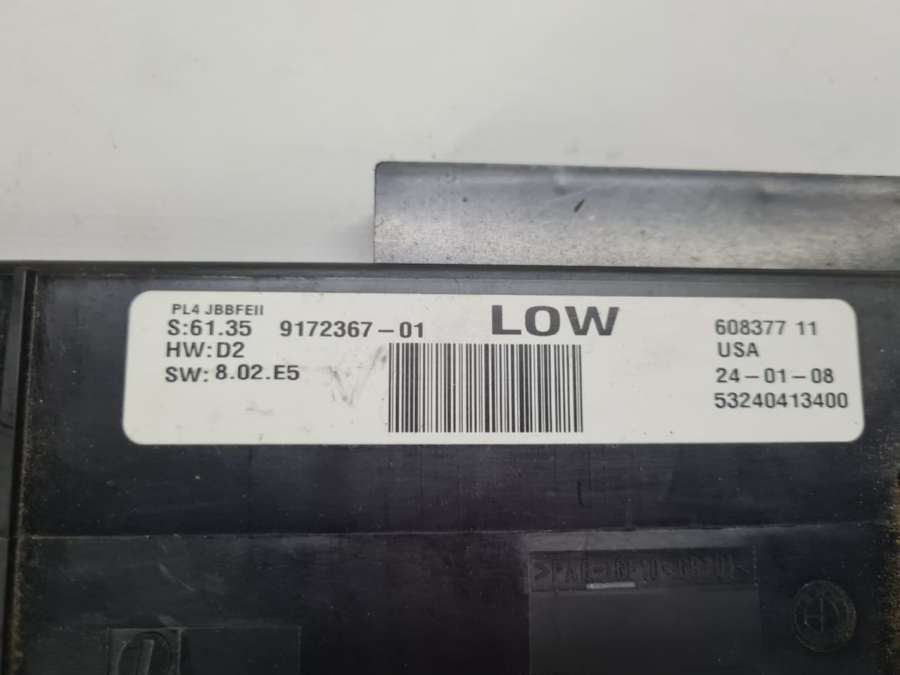 PL4 JBBFEII
S:61.35 9172367-01 LOW 608377 11
HW:D2 USA
SW: 8.02.E5 24-01-08
53240413400